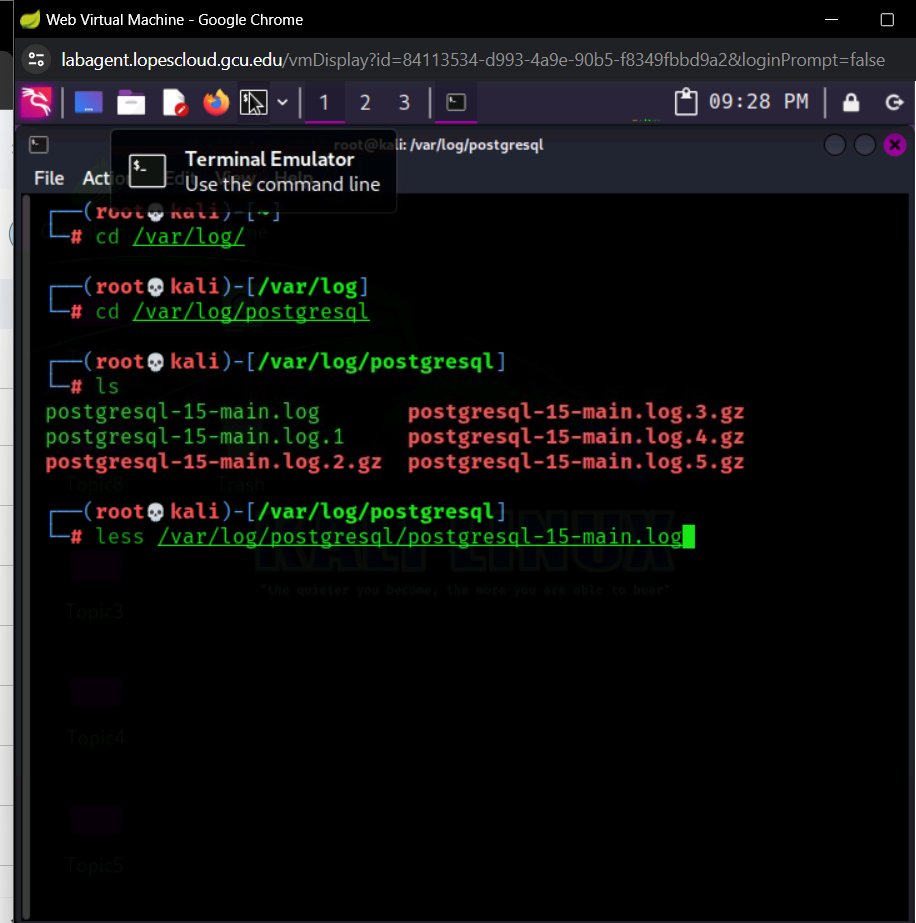 Web Virtual Machine - Google Chrome
labagent.lopescloud.gcu.edu/vmDisplay?id=84113534-d993-4a9e-90b5-f8349fbbd9a2&loginPrompt=false
1 2 3 09:28 PM
root@kali: /var/log/postgresql
Terminal Emulator
Use the command line
File Actions Edit View Help
┌──(root💀kali)-[~]
└─# cd /var/log/
┌──(root💀kali)-[/var/log]
└─# cd /var/log/postgresql
┌──(root💀kali)-[/var/log/postgresql]
└─# ls
postgresql-15-main.log postgresql-15-main.log.3.gz
postgresql-15-main.log.1 postgresql-15-main.log.4.gz
postgresql-15-main.log.2.gz postgresql-15-main.log.5.gz
Topic8 Trash
┌──(root💀kali)-[/var/log/postgresql]
└─# less /var/log/postgresql/postgresql-15-main.log
KALI LINUX
"the quieter you become, the more you are able to hear"
Topic3
Topic4
Topic5